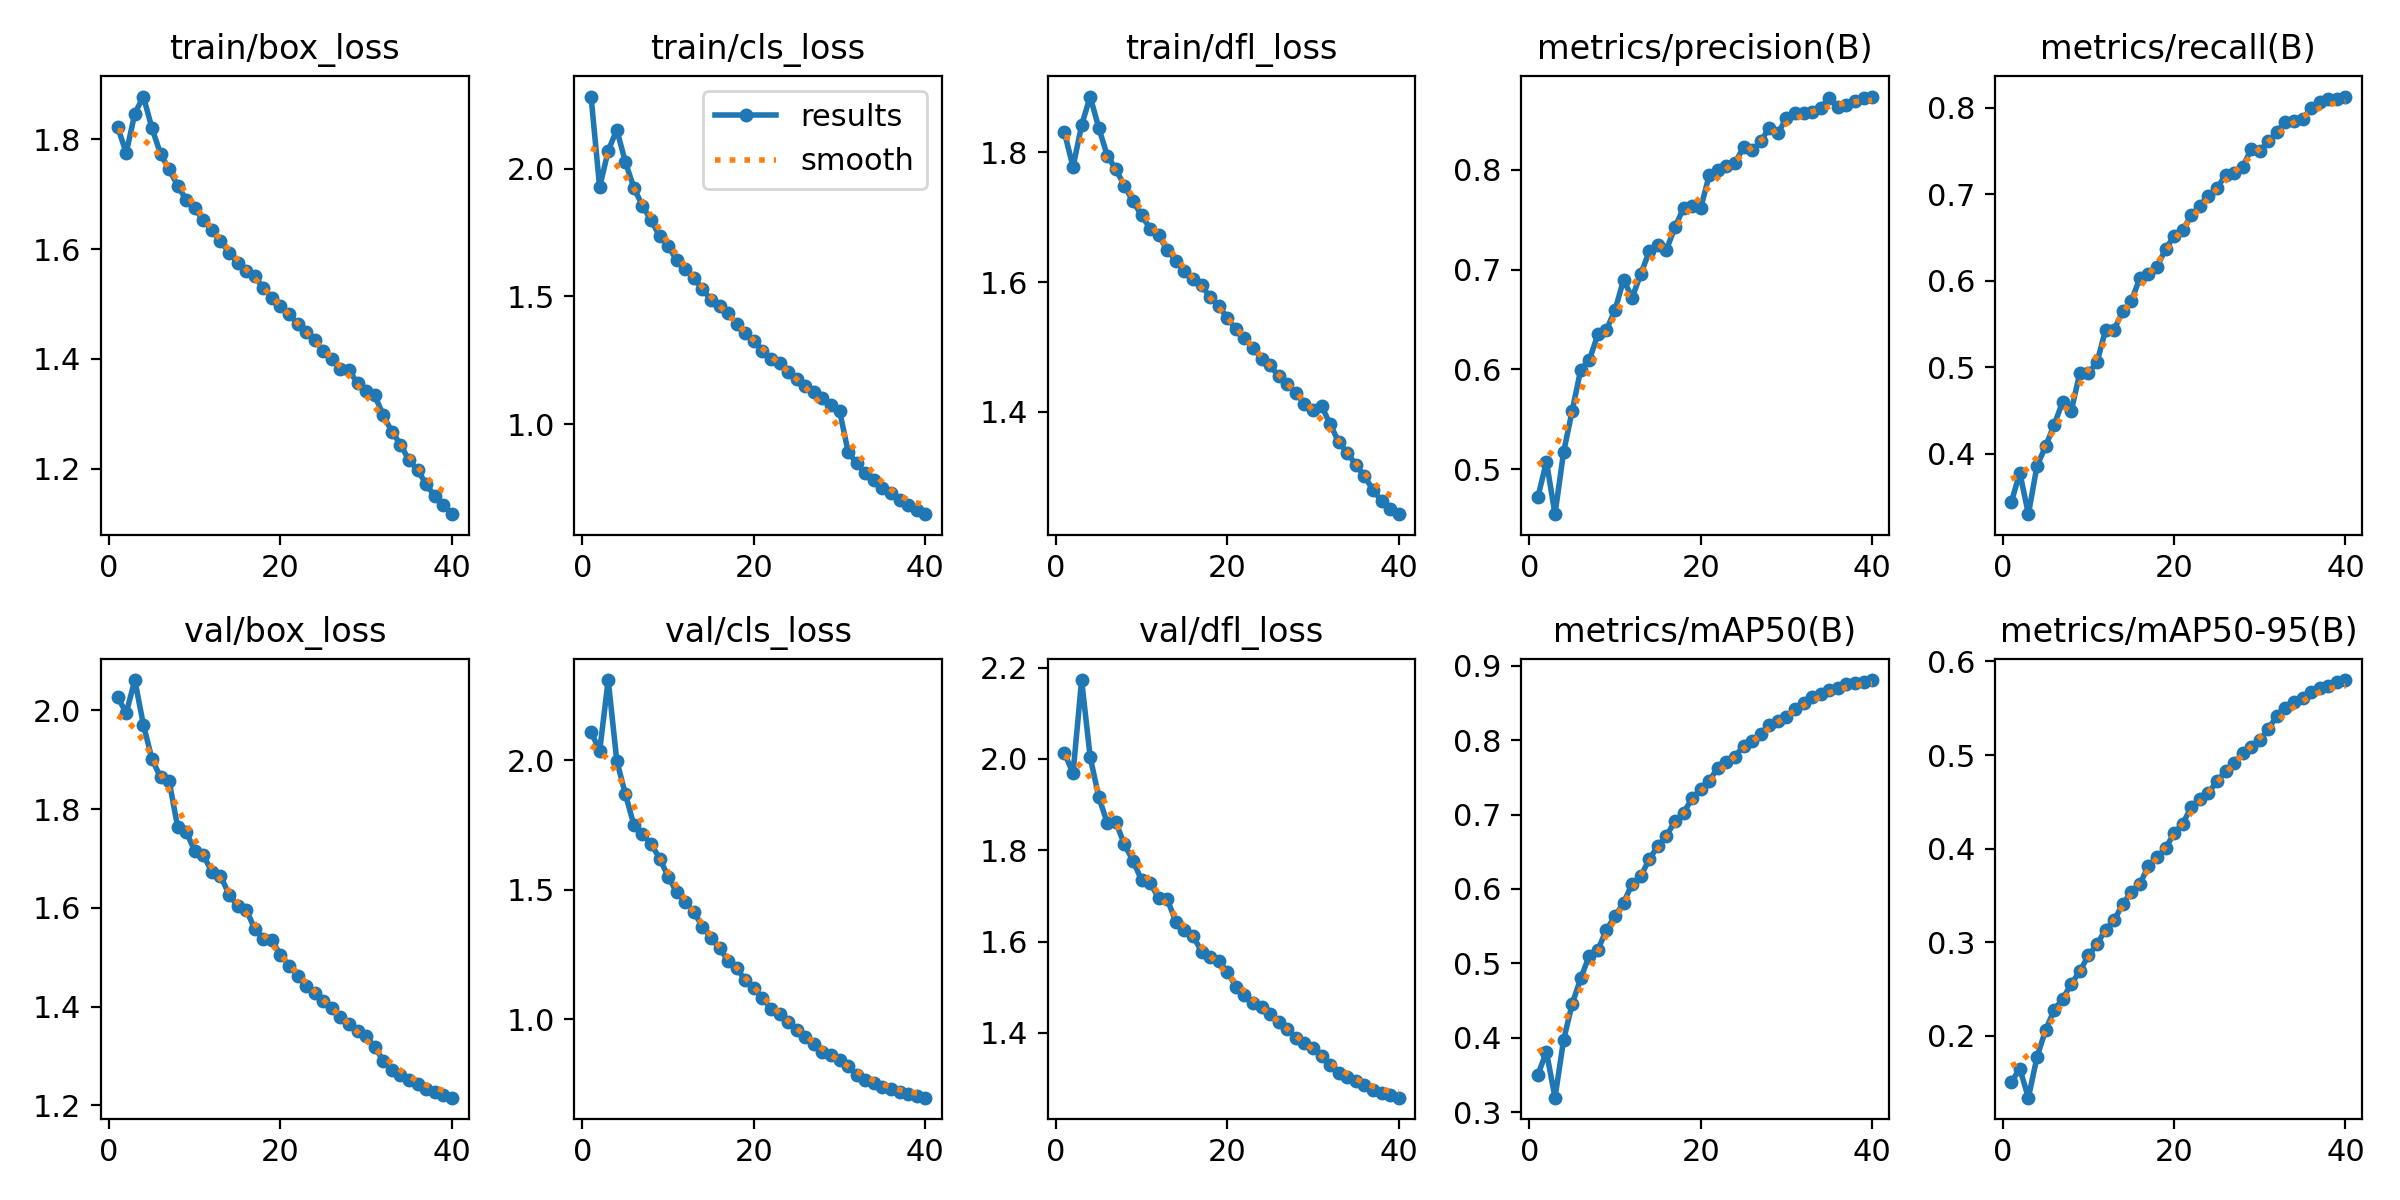 train/box_loss
1.8
1.6
1.4
1.2
0 20 40
train/cls_loss
results
smooth
2.0
1.5
1.0
0 20 40
train/dfl_loss
1.8
1.6
1.4
0 20 40
metrics/precision(B)
0.8
0.7
0.6
0.5
0 20 40
metrics/recall(B)
0.8
0.7
0.6
0.5
0.4
0 20 40
val/box_loss
2.0
1.8
1.6
1.4
1.2
0 20 40
val/cls_loss
2.0
1.5
1.0
0 20 40
val/dfl_loss
2.2
2.0
1.8
1.6
1.4
0 20 40
metrics/mAP50(B)
0.9
0.8
0.7
0.6
0.5
0.4
0.3
0 20 40
metrics/mAP50-95(B)
0.6
0.5
0.4
0.3
0.2
0 20 40